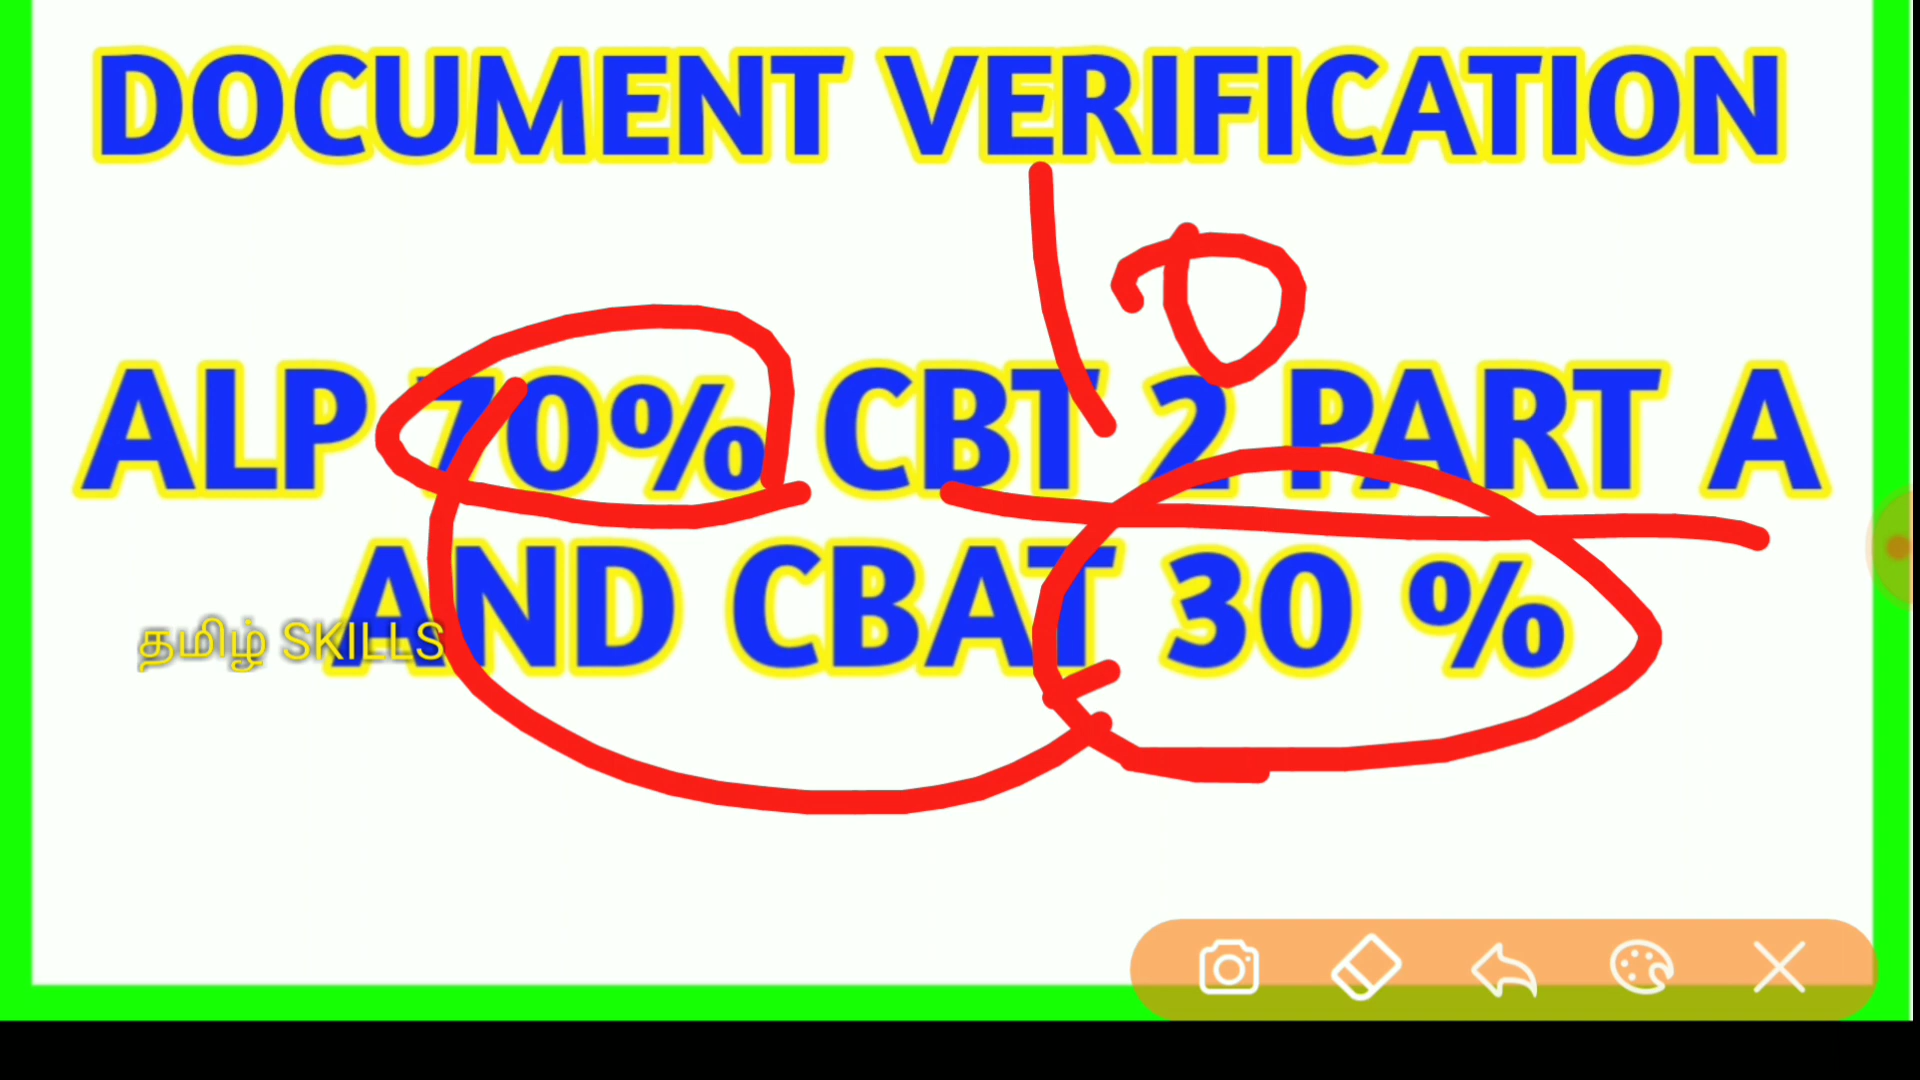 DOCUMENT VERIFICATION
10
ALP 70% CBT 2 PART A
AND CBAT 30 %
தமிழ் SKILLS